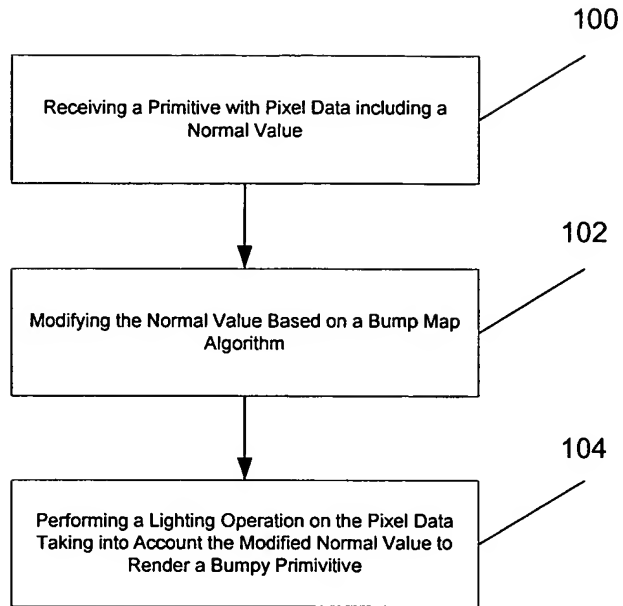 100
Receiving a Primitive with Pixel Data including a
Normal Value
102
Modifying the Normal Value Based on a Bump Map
Algorithm
104
Performing a Lighting Operation on the Pixel Data
Taking into Account the Modified Normal Value to
Render a Bumpy Primivitive